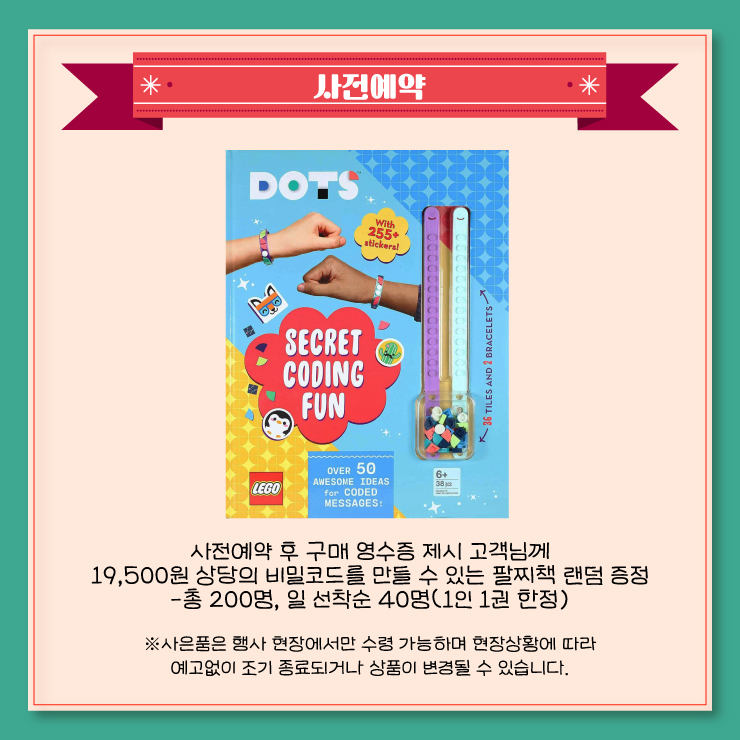 사전예약
DOTS
With
255+
stickers!
SECRET
CODING
FUN
36 TILES AND 2 BRACELETS
LEGO
OVER 50
AWESOME IDEAS
for CODED
MESSAGES!
6+
38 pcs
사전예약 후 구매 영수증 제시 고객님께
19,500원 상당의 비밀코드를 만들 수 있는 팔찌책 랜덤 증정
-총 200명, 일 선착순 40명(1인 1권 한정)
※사은품은 행사 현장에서만 수령 가능하며 현장상황에 따라
예고없이 조기 종료되거나 상품이 변경될 수 있습니다.